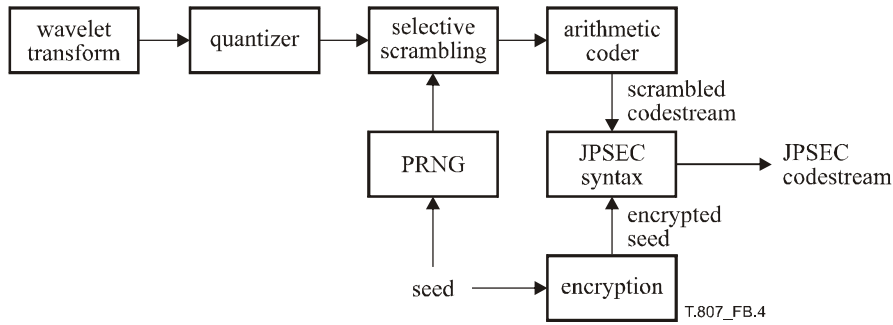 wavelet
transform
quantizer
selective
scrambling
arithmetic
coder
scrambled
codestream
PRNG
JPSEC
syntax
JPSEC
codestream
encrypted
seed
seed
encryption
T.807_FB.4